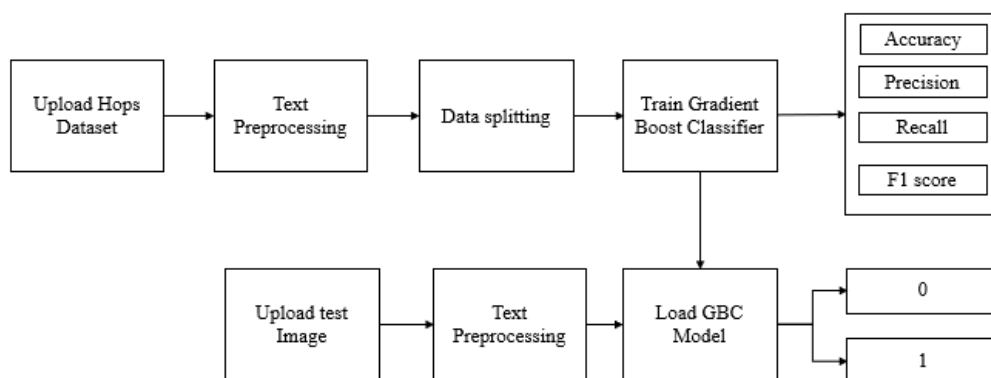 Upload Hops
Dataset
Text
Preprocessing
Data splitting
Train Gradient
Boost Classifier
Accuracy
Precision
Recall
F1 score
Upload test
Image
Text
Preprocessing
Load GBC
Model
0
1